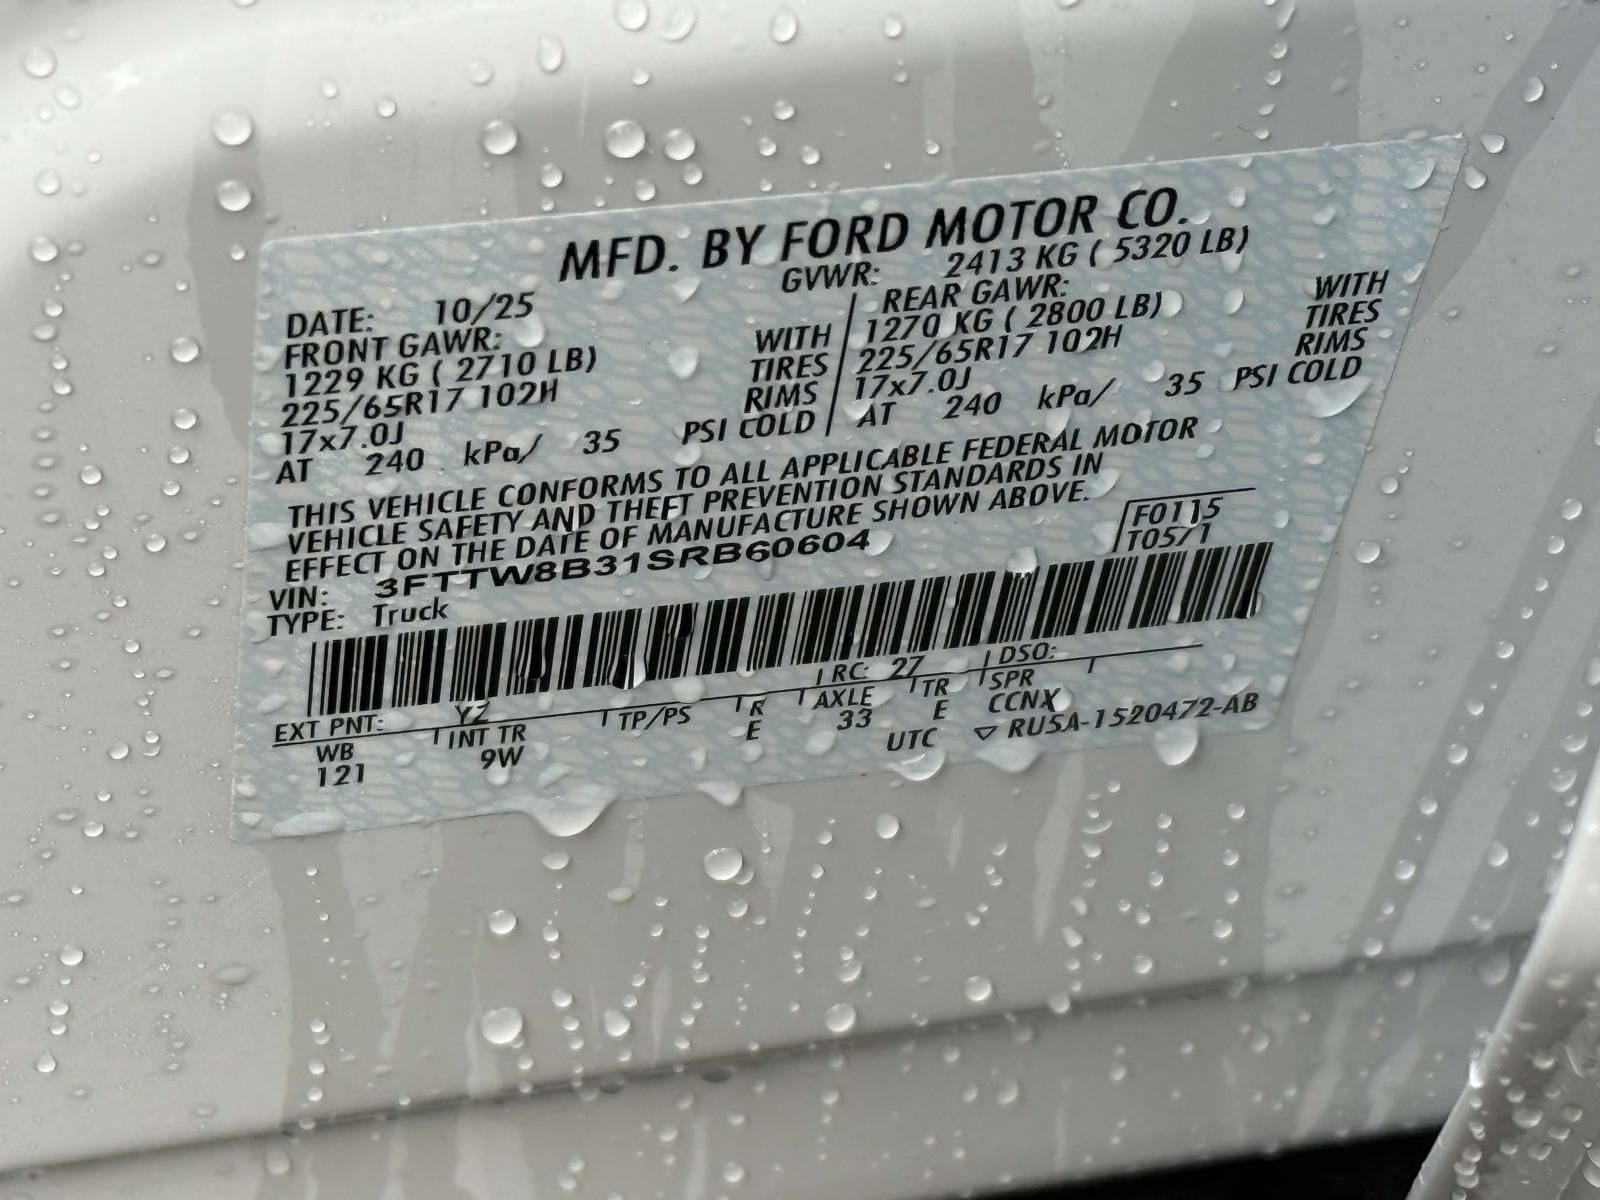 MFD. BY FORD MOTOR CO.
DATE: 10/25 GVWR: 2413 KG ( 5320 LB)
FRONT GAWR: REAR GAWR:
1229 KG ( 2710 LB) WITH 1270 KG ( 2800 LB) WITH
225/65R17 102H TIRES 225/65R17 102H TIRES
17x7.0J RIMS 17x7.0J RIMS
AT 240 kPa/ 35 PSI COLD AT 240 kPa/ 35 PSI COLD
THIS VEHICLE CONFORMS TO ALL APPLICABLE FEDERAL MOTOR
VEHICLE SAFETY AND THEFT PREVENTION STANDARDS IN
EFFECT ON THE DATE OF MANUFACTURE SHOWN ABOVE.
VIN: 3FTTW8B31SRB60604 F0115
TYPE: Truck T0571
EXT PNT: YZ RC: 27 DSO:
WB INT TR TP/PS R AXLE TR SPR
121 9W E 33 E CCNX
UTC ▽ RU5A-1520472-AB